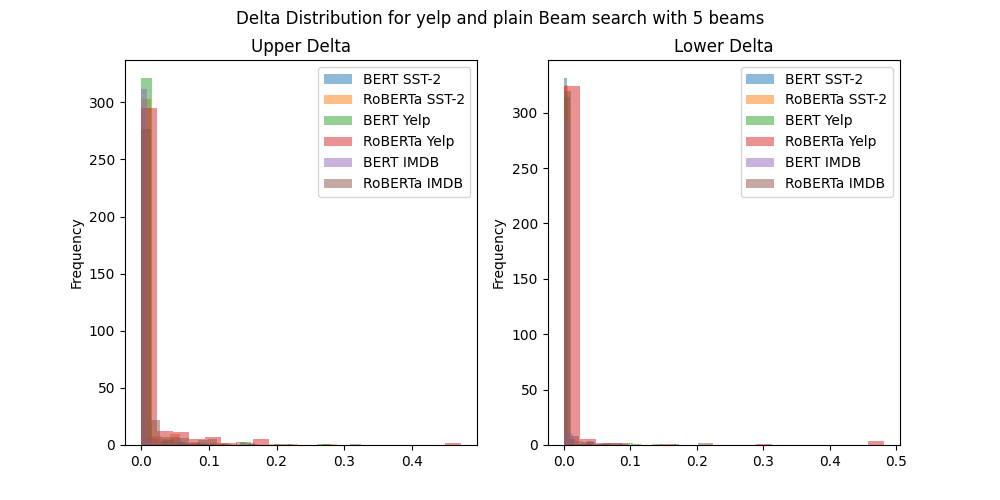 Delta Distribution for yelp and plain Beam search with 5 beams
Upper Delta
Frequency
300
250
200
150
100
50
0
0.0
0.1
0.2
0.3
0.4
BERT SST-2
RoBERTa SST-2
BERT Yelp
RoBERTa Yelp
BERT IMDB
RoBERTa IMDB
Lower Delta
Frequency
300
250
200
150
100
50
0
0.0
0.1
0.2
0.3
0.4
0.5
BERT SST-2
RoBERTa SST-2
BERT Yelp
RoBERTa Yelp
BERT IMDB
RoBERTa IMDB